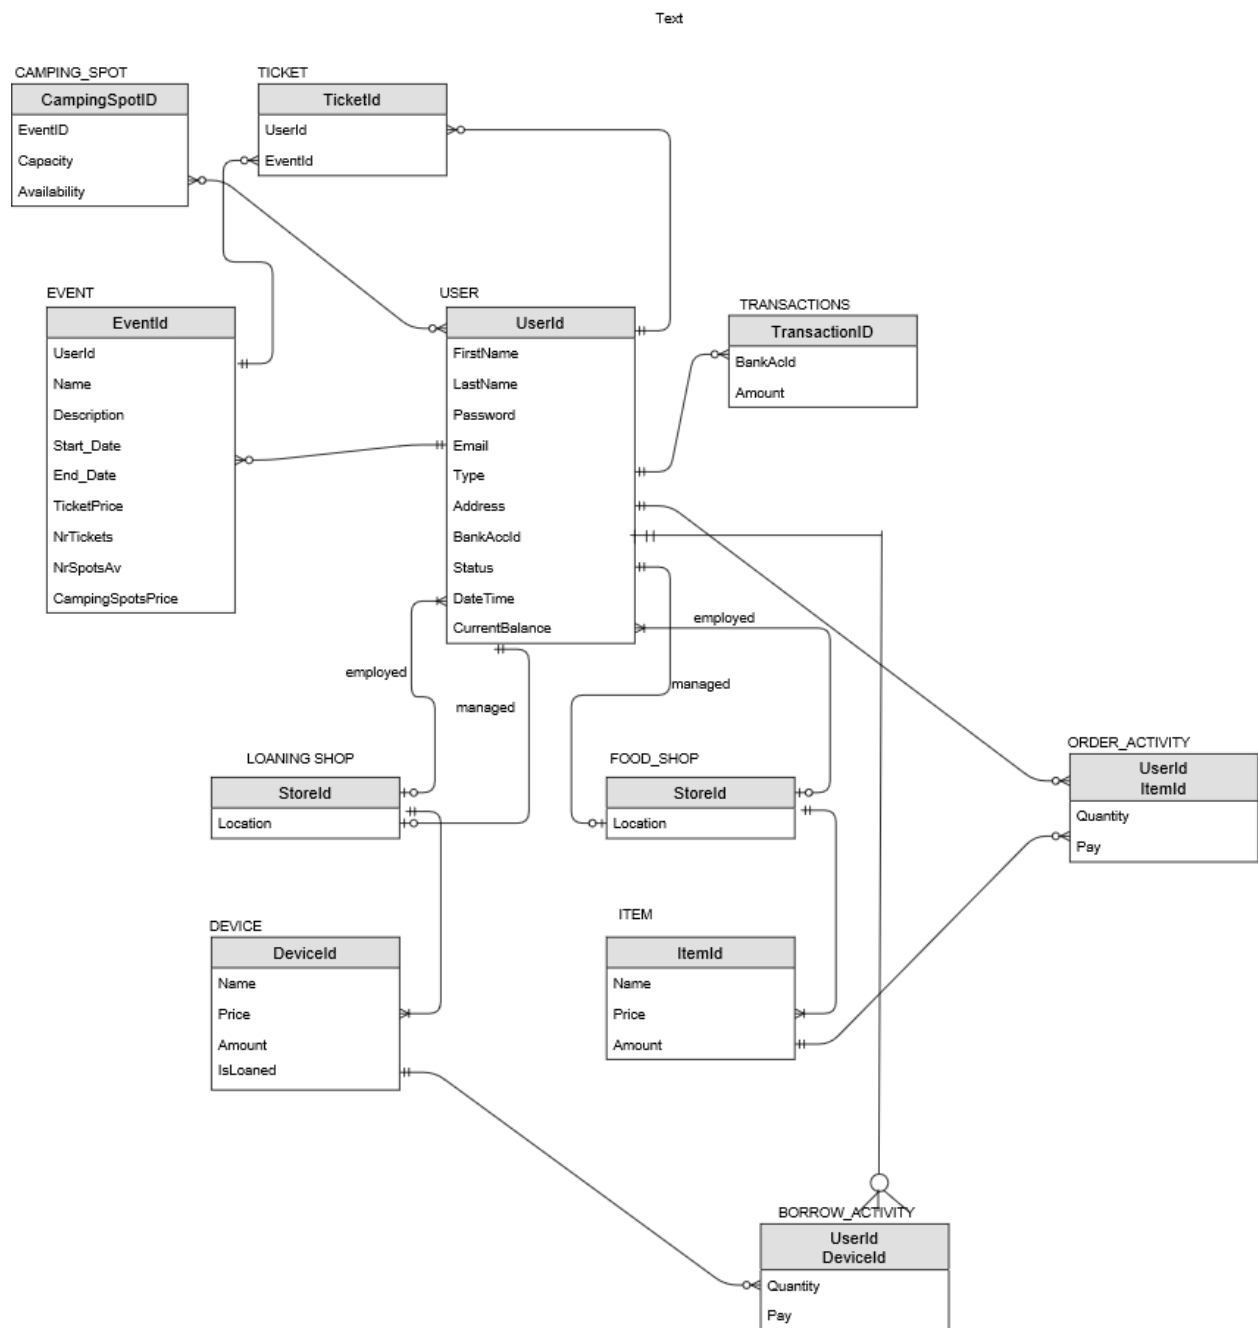 Text
CAMPING_SPOT
CampingSpotID
EventID
Capacity
Availability
TICKET
TicketId
UserId
EventId
EVENT
EventId
UserId
Name
Description
Start_Date
End_Date
TicketPrice
NrTickets
NrSpotsAv
CampingSpotsPrice
USER
UserId
FirstName
LastName
Password
Email
Type
Address
BankAccId
Status
DateTime
CurrentBalance
TRANSACTIONS
TransactionID
BankAcId
Amount
employed
managed
managed
employed
LOANING SHOP
StoreId
Location
FOOD_SHOP
StoreId
Location
ORDER_ACTIVITY
UserId
ItemId
Quantity
Pay
DEVICE
DeviceId
Name
Price
Amount
IsLoaned
ITEM
ItemId
Name
Price
Amount
BORROW_ACTIVITY
UserId
DeviceId
Quantity
Pay